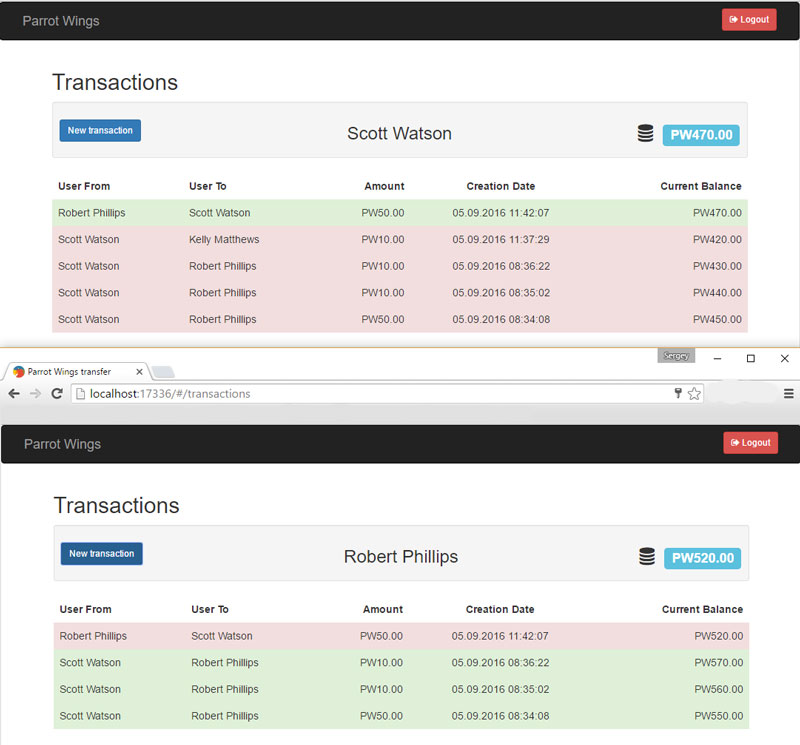 Parrot Wings Logout
Transactions
New transaction Scott Watson PW470.00
User From User To Amount Creation Date Current Balance
Robert Phillips Scott Watson PW50.00 05.09.2016 11:42:07 PW470.00
Scott Watson Kelly Matthews PW10.00 05.09.2016 11:37:29 PW420.00
Scott Watson Robert Phillips PW10.00 05.09.2016 08:36:22 PW430.00
Scott Watson Robert Phillips PW10.00 05.09.2016 08:35:02 PW440.00
Scott Watson Robert Phillips PW50.00 05.09.2016 08:34:08 PW450.00
Sergey
Parrot Wings transfer
localhost:17336/#/transactions
Parrot Wings Logout
Transactions
New transaction Robert Phillips PW520.00
User From User To Amount Creation Date Current Balance
Robert Phillips Scott Watson PW50.00 05.09.2016 11:42:07 PW520.00
Scott Watson Robert Phillips PW10.00 05.09.2016 08:36:22 PW570.00
Scott Watson Robert Phillips PW10.00 05.09.2016 08:35:02 PW560.00
Scott Watson Robert Phillips PW50.00 05.09.2016 08:34:08 PW550.00